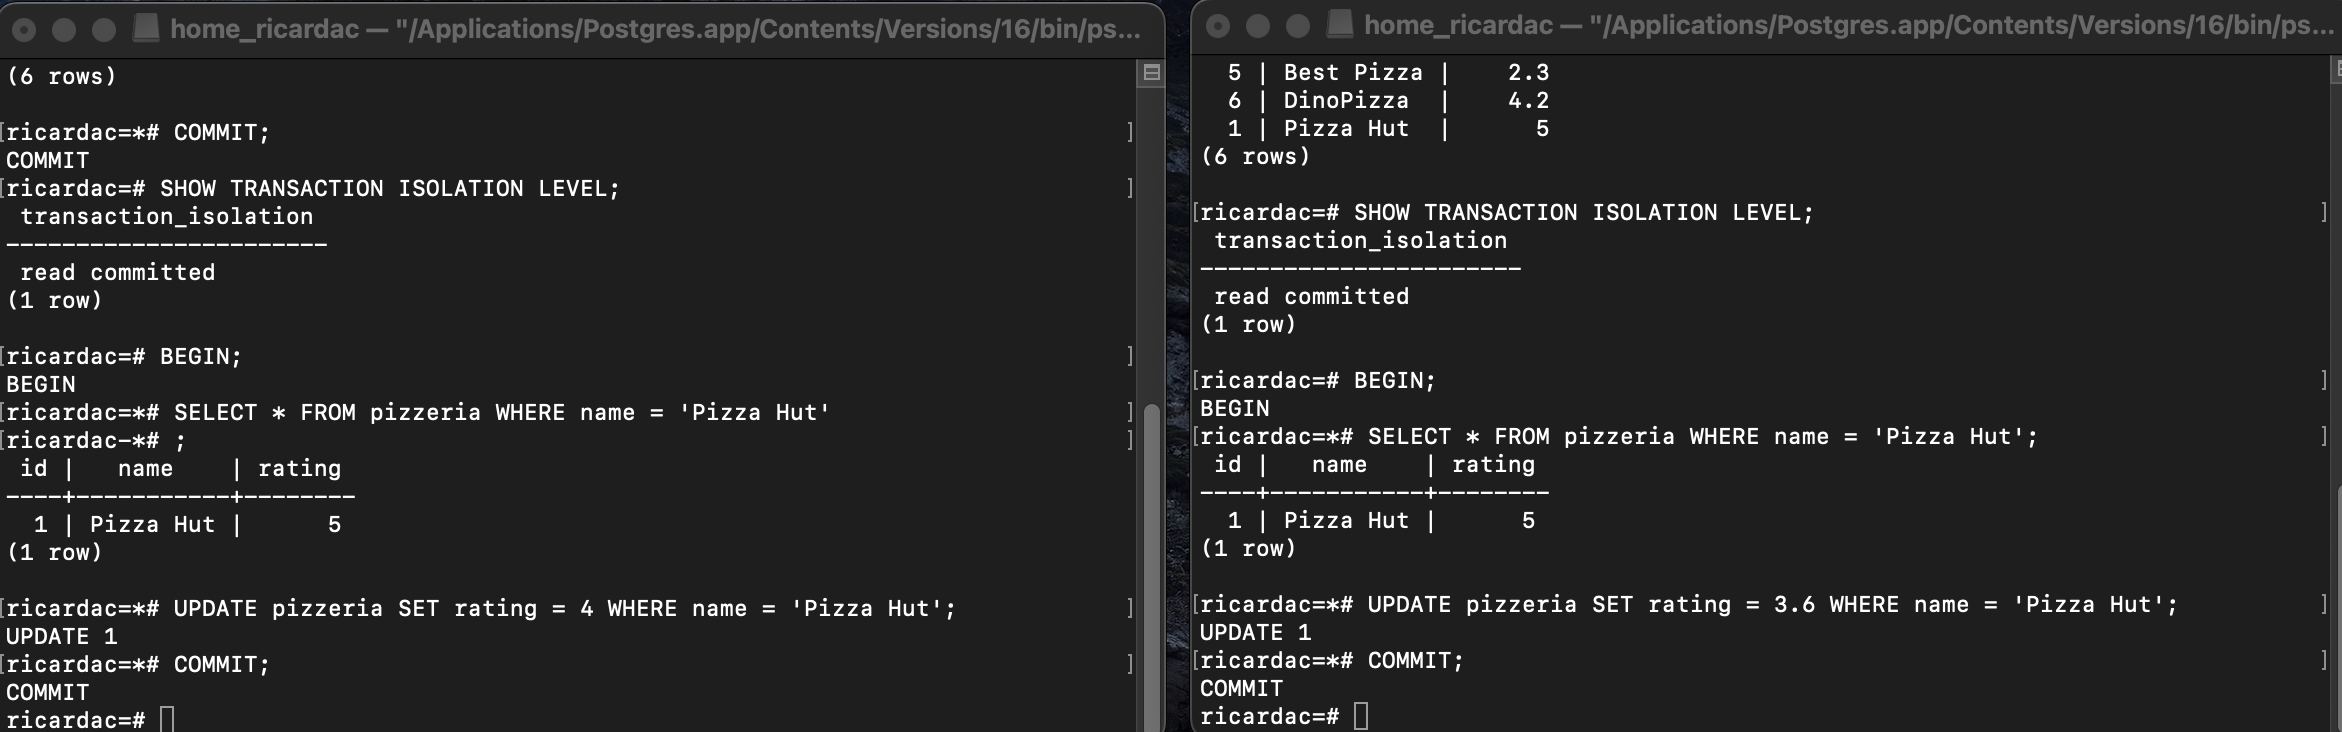 home_ricardac — "/Applications/Postgres.app/Contents/Versions/16/bin/ps...
(6 rows)
[ricardac=*# COMMIT; ]
COMMIT
[ricardac=# SHOW TRANSACTION ISOLATION LEVEL; ]
 transaction_isolation
-----------------------
 read committed
(1 row)
[ricardac=# BEGIN; ]
BEGIN
[ricardac=*# SELECT * FROM pizzeria WHERE name = 'Pizza Hut' ]
[ricardac-*# ; ]
 id |   name    | rating
----+-----------+--------
  1 | Pizza Hut |      5
(1 row)
[ricardac=*# UPDATE pizzeria SET rating = 4 WHERE name = 'Pizza Hut'; ]
UPDATE 1
[ricardac=*# COMMIT; ]
COMMIT
ricardac=#
home_ricardac — "/Applications/Postgres.app/Contents/Versions/16/bin/ps...
  5 | Best Pizza |    2.3
  6 | DinoPizza  |    4.2
  1 | Pizza Hut  |      5
(6 rows)
[ricardac=# SHOW TRANSACTION ISOLATION LEVEL; ]
 transaction_isolation
-----------------------
 read committed
(1 row)
[ricardac=# BEGIN; ]
BEGIN
[ricardac=*# SELECT * FROM pizzeria WHERE name = 'Pizza Hut'; ]
 id |   name    | rating
----+-----------+--------
  1 | Pizza Hut |      5
(1 row)
[ricardac=*# UPDATE pizzeria SET rating = 3.6 WHERE name = 'Pizza Hut'; ]
UPDATE 1
[ricardac=*# COMMIT; ]
COMMIT
ricardac=#